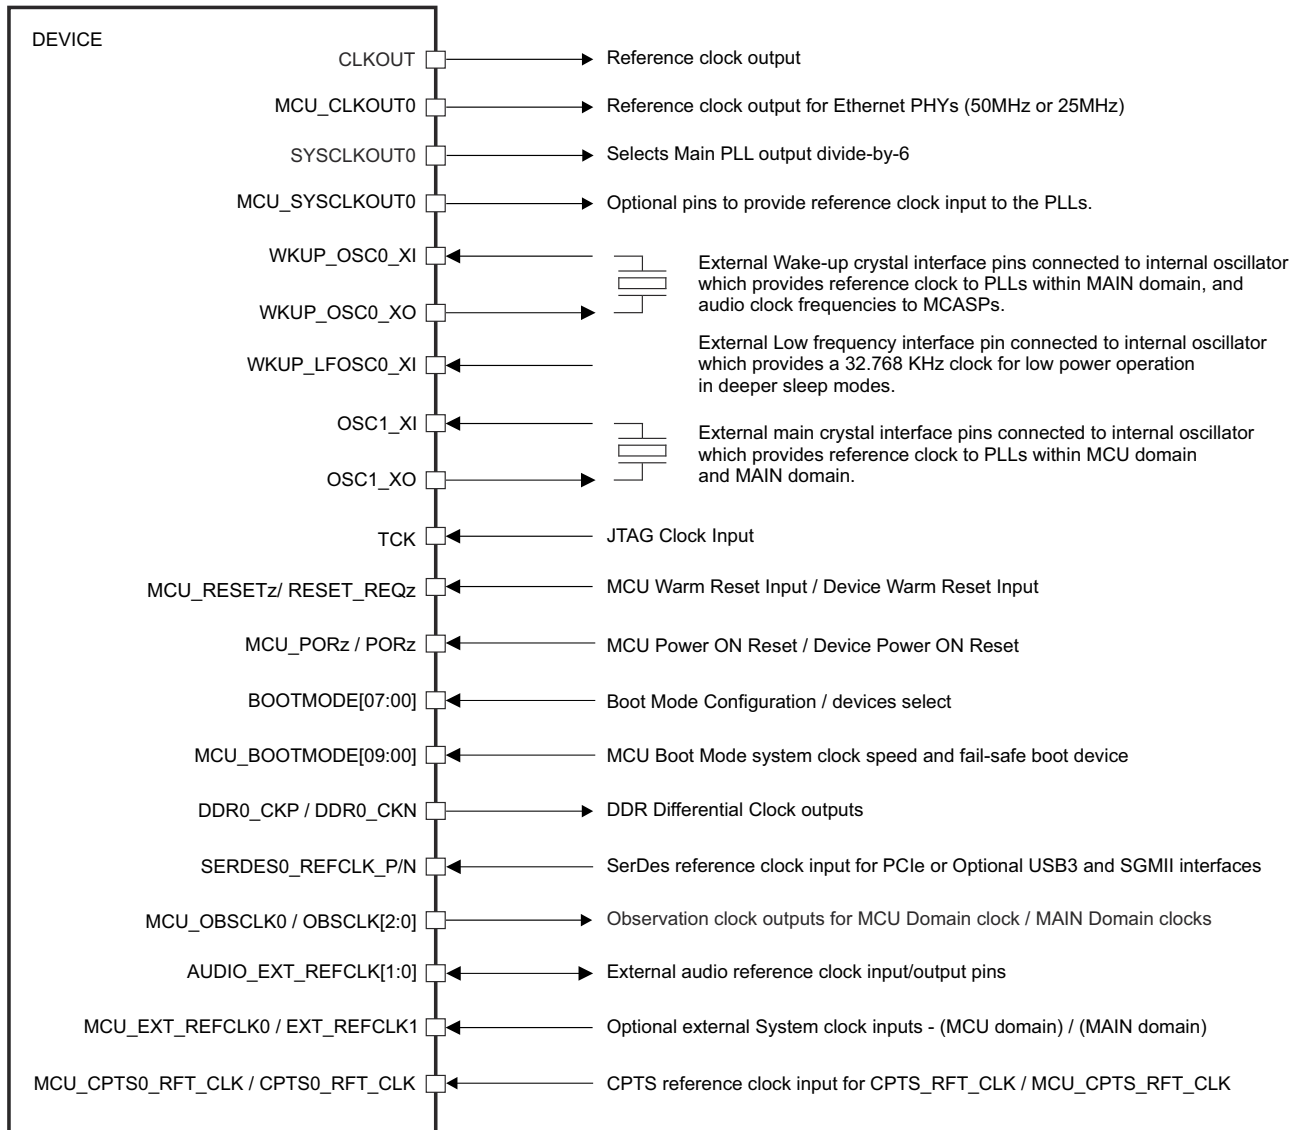 DEVICE
CLKOUT Reference clock output
MCU_CLKOUT0 Reference clock output for Ethernet PHYs (50MHz or 25MHz)
SYSCLKOUT0 Selects Main PLL output divide-by-6
MCU_SYSCLKOUT0 Optional pins to provide reference clock input to the PLLs.
WKUP_OSC0_XI
WKUP_OSC0_XO
External Wake-up crystal interface pins connected to internal oscillator
which provides reference clock to PLLs within MAIN domain, and
audio clock frequencies to MCASPs.
WKUP_LFOSC0_XI
External Low frequency interface pin connected to internal oscillator
which provides a 32.768 KHz clock for low power operation
in deeper sleep modes.
OSC1_XI
OSC1_XO
External main crystal interface pins connected to internal oscillator
which provides reference clock to PLLs within MCU domain
and MAIN domain.
TCK JTAG Clock Input
MCU_RESETz/ RESET_REQz MCU Warm Reset Input / Device Warm Reset Input
MCU_PORz / PORz MCU Power ON Reset / Device Power ON Reset
BOOTMODE[07:00] Boot Mode Configuration / devices select
MCU_BOOTMODE[09:00] MCU Boot Mode system clock speed and fail-safe boot device
DDR0_CKP / DDR0_CKN DDR Differential Clock outputs
SERDES0_REFCLK_P/N SerDes reference clock input for PCIe or Optional USB3 and SGMII interfaces
MCU_OBSCLK0 / OBSCLK[2:0] Observation clock outputs for MCU Domain clock / MAIN Domain clocks
AUDIO_EXT_REFCLK[1:0] External audio reference clock input/output pins
MCU_EXT_REFCLK0 / EXT_REFCLK1 Optional external System clock inputs - (MCU domain) / (MAIN domain)
MCU_CPTS0_RFT_CLK / CPTS0_RFT_CLK CPTS reference clock input for CPTS_RFT_CLK / MCU_CPTS_RFT_CLK